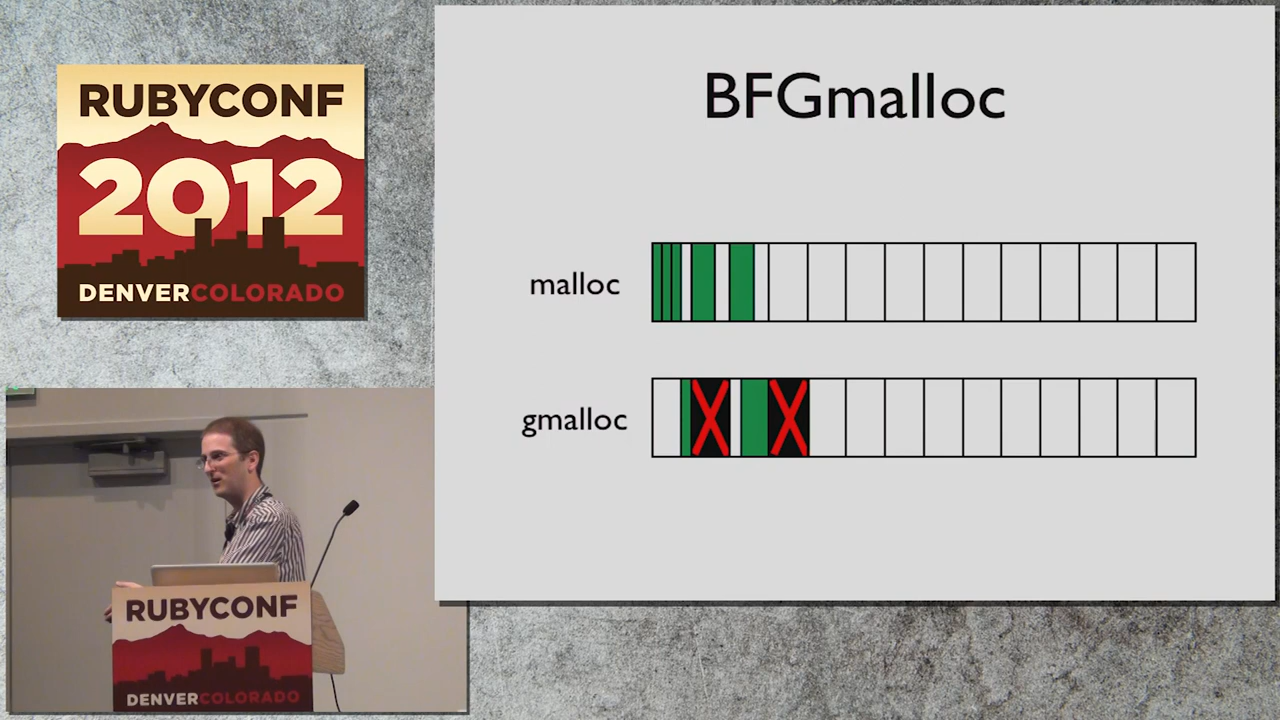 RUBYCONF
2012
DENVERCOLORADO
BFGmalloc
malloc
gmalloc
RUBYCONF
DENVERCOLORADO